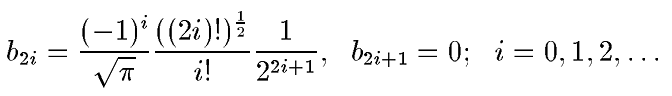 $b_{2i} = \frac{(-1)^i}{\sqrt{\pi}} \frac{((2i)!)^{\frac{1}{2}}}{i!} \frac{1}{2^{2i+1}}, \quad b_{2i+1} = 0; \quad i = 0, 1, 2, \ldots$